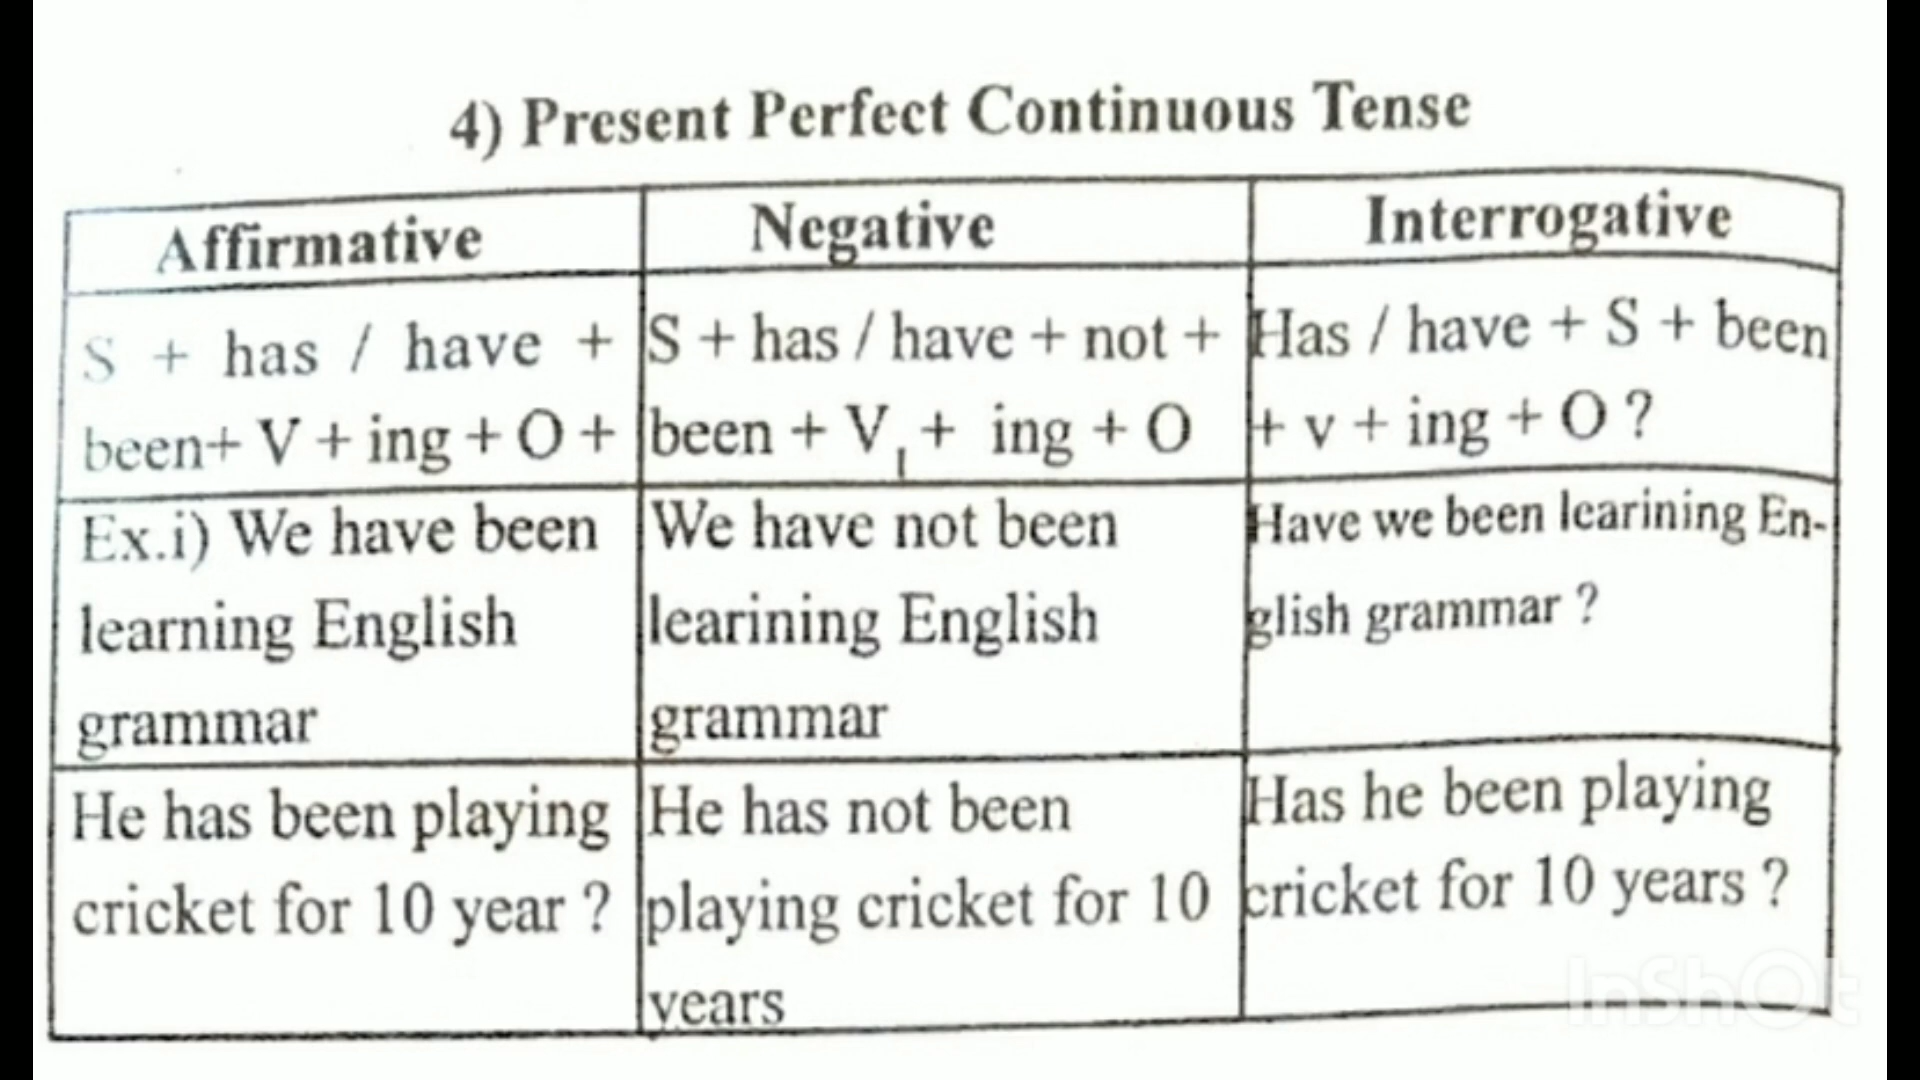 4) Present Perfect Continuous Tense
Affirmative
Negative
Interrogative
S + has / have +
been+ V + ing + O +
S + has / have + not +
been + V₁ + ing + O
Has / have + S + been
+ v + ing + O ?
Ex.i) We have been
learning English
grammar
We have not been
learining English
grammar
Have we been learining En-
glish grammar ?
He has been playing
cricket for 10 year ?
He has not been
playing cricket for 10
years
Has he been playing
cricket for 10 years ?
InShOt